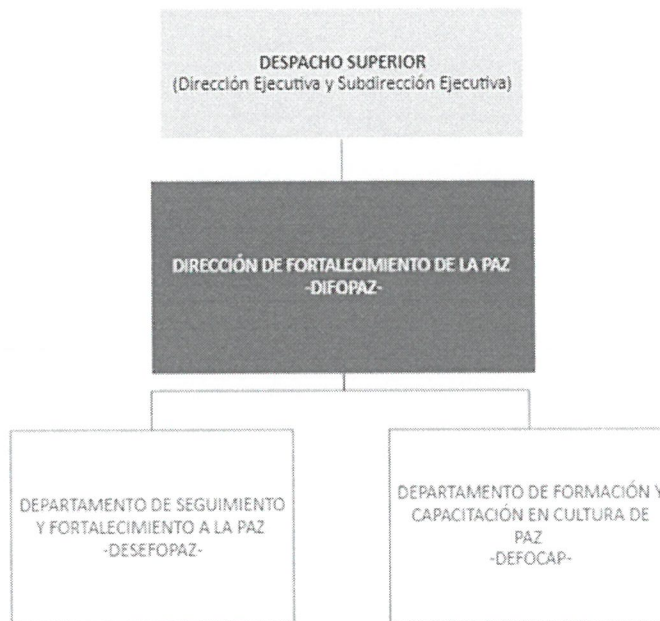 DESPACHO SUPERIOR
(Dirección Ejecutiva y Subdirección Ejecutiva)
DIRECCIÓN DE FORTALECIMIENTO DE LA PAZ
-DIFOPAZ-
DEPARTAMENTO DE SEGUIMIENTO
Y FORTALECIMIENTO A LA PAZ
-DESEFOPAZ-
DEPARTAMENTO DE FORMACIÓN Y
CAPACITACIÓN EN CULTURA DE
PAZ
-DEFOCAP-